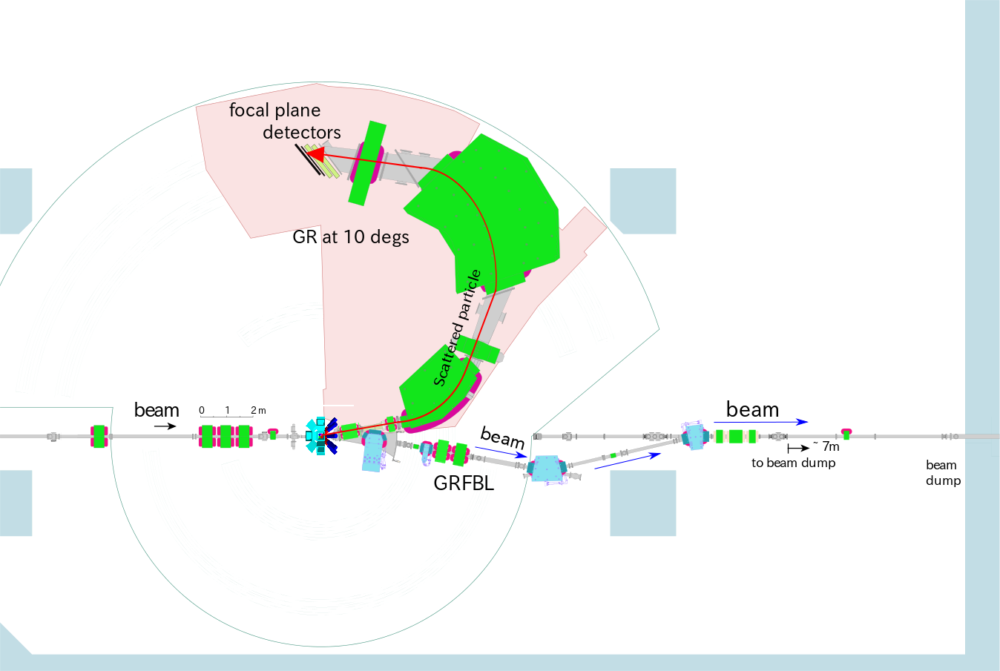 focal plane
detectors
GR at 10 degs
Scattered particle
beam
0 1 2 m
beam
GRFBL
beam
~ 7m
to beam dump
beam
dump